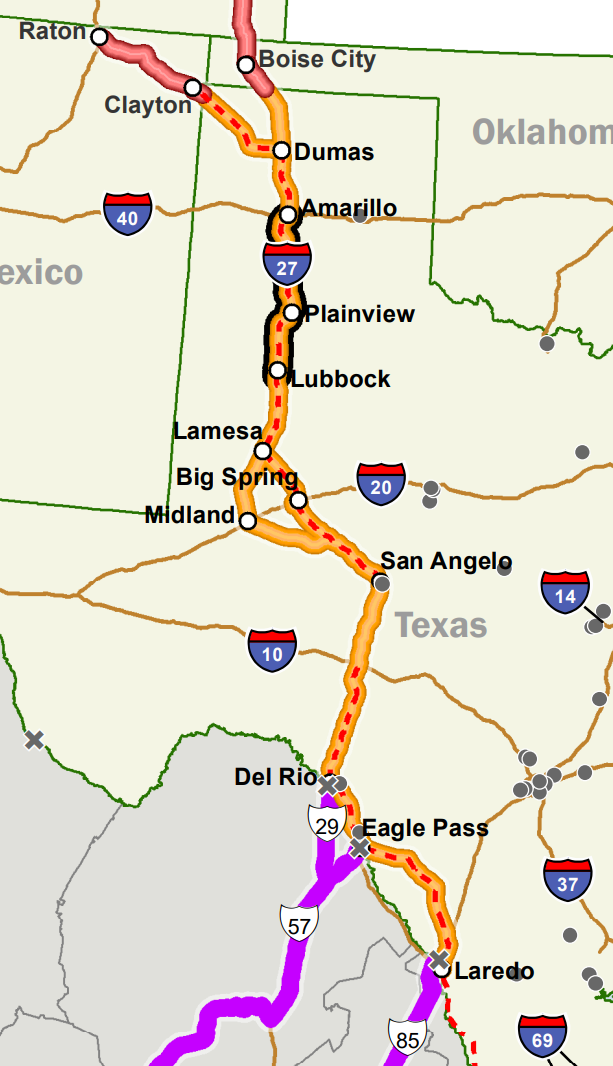 Raton
Boise City
Clayton
Oklahom
Dumas
Amarillo
40
27
exico
Plainview
Lubbock
Lamesa
Big Spring
20
Midland
San Angelo
14
Texas
10
Del Rio
29
Eagle Pass
37
57
Laredo
85
69